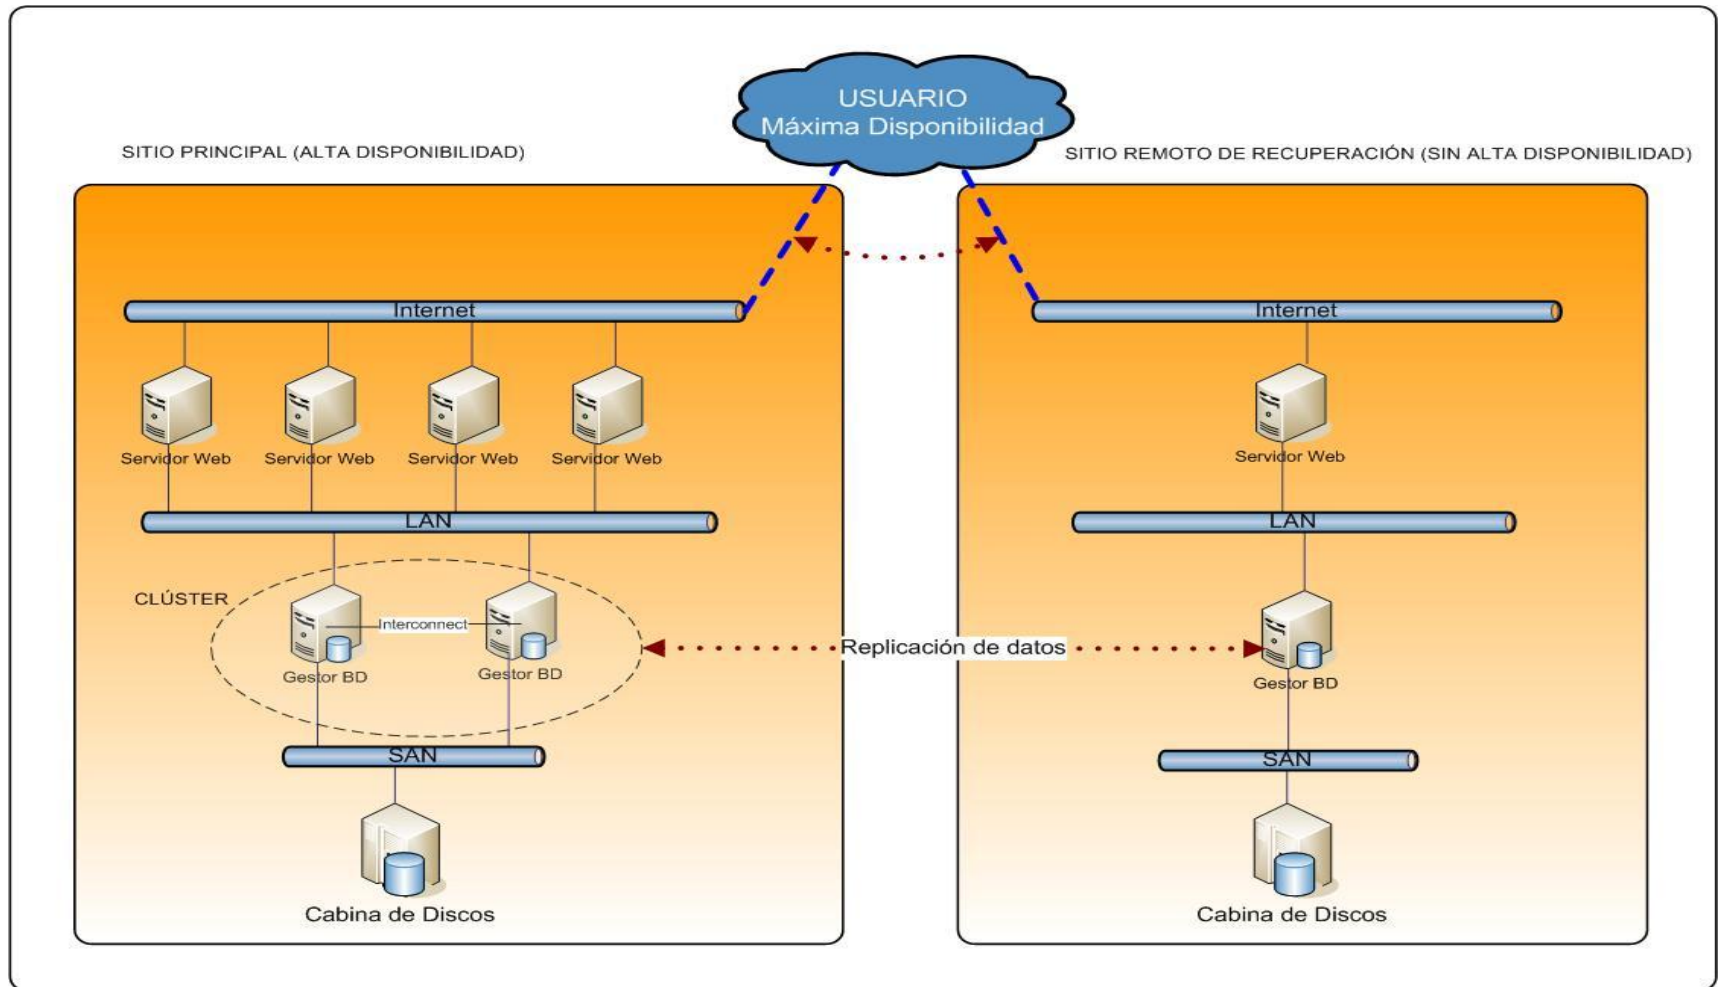 USUARIO
Máxima Disponibilidad
SITIO PRINCIPAL (ALTA DISPONIBILIDAD)
SITIO REMOTO DE RECUPERACIÓN (SIN ALTA DISPONIBILIDAD)
Internet
Internet
Servidor Web
Servidor Web
Servidor Web
Servidor Web
Servidor Web
LAN
LAN
CLÚSTER
Interconnect
Replicación de datos
Gestor BD
Gestor BD
Gestor BD
SAN
SAN
Cabina de Discos
Cabina de Discos